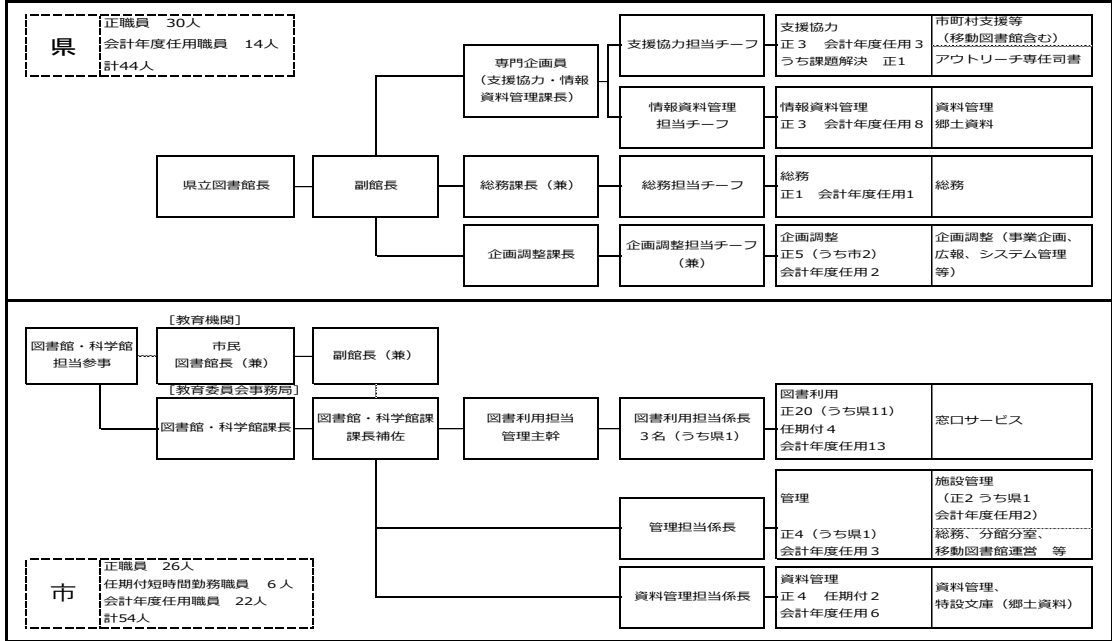 県
正職員　30人
会計年度任用職員　14人
計44人
県立図書館長
副館長
専門企画員
（支援協力・情報
資料管理課長）
支援協力担当チーフ
支援協力
正３　会計年度任用３
うち課題解決　正1
市町村支援等
（移動図書館含む）
アウトリーチ専任司書
情報資料管理
担当チーフ
情報資料管理
正３　会計年度任用８
資料管理
郷土資料
総務課長（兼）
総務担当チーフ
総務
正1　会計年度任用1
総務
企画調整課長
企画調整担当チーフ
（兼）
企画調整
正5（うち市2）
会計年度任用２
企画調整（事業企画、
広報、システム管理
等）
図書館・科学館
担当参事
［教育機関］
市民
図書館長（兼）
副館長（兼）
［教育委員会事務局］
図書館・科学館課長
図書館・科学館課
課長補佐
図書利用担当
管理主幹
図書利用担当係長
３名（うち県1）
図書利用
正20（うち県11）
任期付４
会計年度任用13
窓口サービス
管理担当係長
管理
正4（うち県1）
会計年度任用３
施設管理
（正2 うち県1
会計年度任用2）
総務、分館分室、
移動図書館運営　等
資料管理担当係長
資料管理
正４　任期付２
会計年度任用６
資料管理、
特設文庫（郷土資料）
市
正職員　26人
任期付短時間勤務職員　６人
会計年度任用職員　22人
計54人